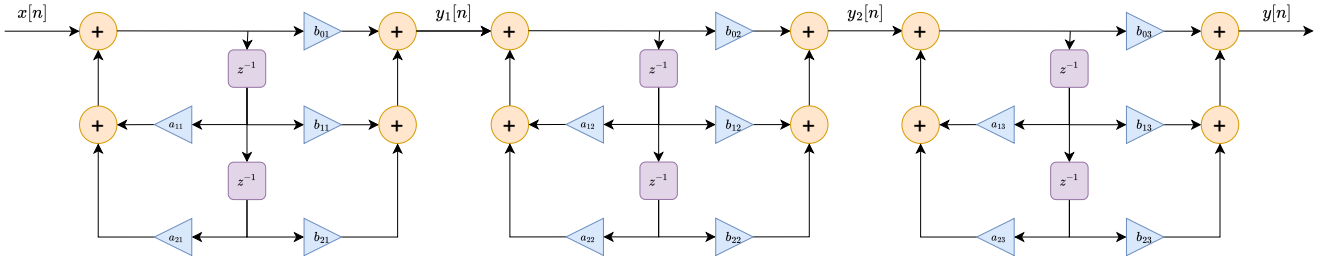 x[n] y₁[n] y₂[n] y[n]
+ b₀₁ + + b₀₂ + + b₀₃ +
z⁻¹ z⁻¹ z⁻¹
+ a₁₁ b₁₁ + + a₁₂ b₁₂ + + a₁₃ b₁₃ +
z⁻¹ z⁻¹ z⁻¹
a₂₁ b₂₁ a₂₂ b₂₂ a₂₃ b₂₃